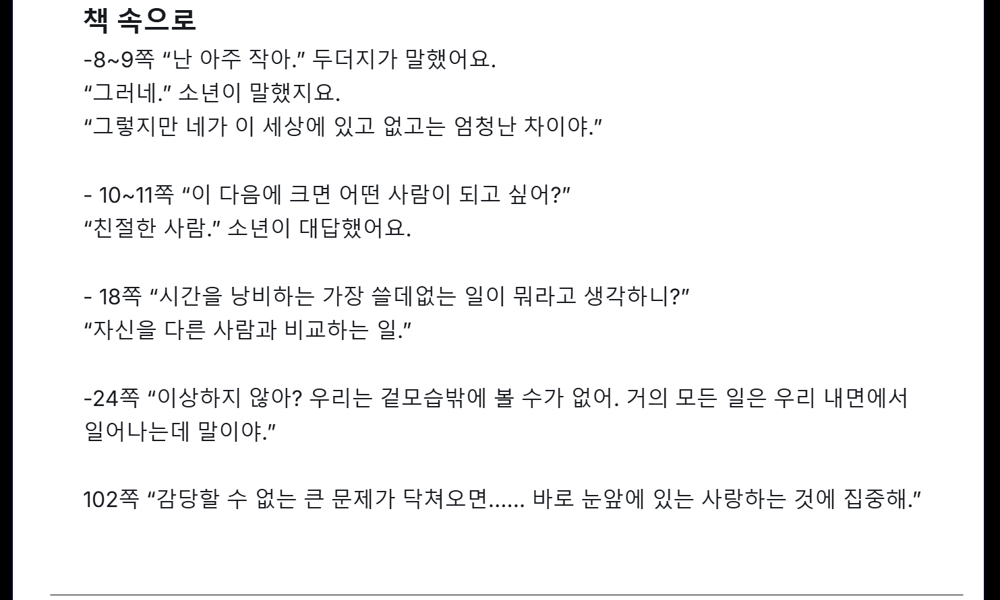 책 속으로
-8~9쪽 “난 아주 작아.” 두더지가 말했어요.
“그러네.” 소년이 말했지요.
“그렇지만 네가 이 세상에 있고 없고는 엄청난 차이야.”
- 10~11쪽 “이 다음에 크면 어떤 사람이 되고 싶어?”
“친절한 사람.” 소년이 대답했어요.
- 18쪽 “시간을 낭비하는 가장 쓸데없는 일이 뭐라고 생각하니?”
“자신을 다른 사람과 비교하는 일.”
-24쪽 “이상하지 않아? 우리는 겉모습밖에 볼 수가 없어. 거의 모든 일은 우리 내면에서
일어나는데 말이야.”
102쪽 “감당할 수 없는 큰 문제가 닥쳐오면...... 바로 눈앞에 있는 사랑하는 것에 집중해.”